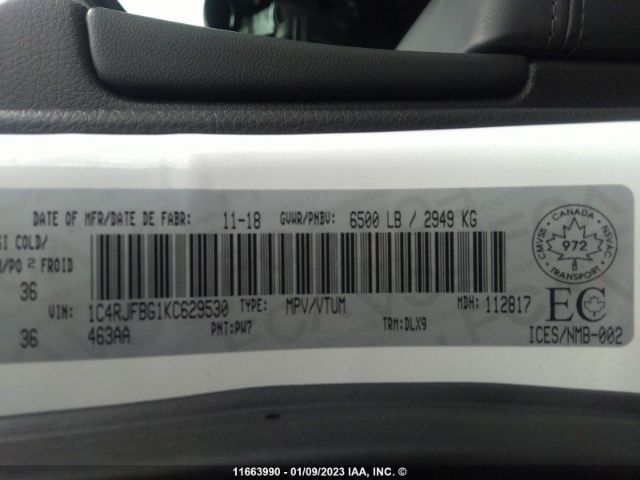 DATE OF MFR/DATE DE FABR: 11-18 GVWR/PNBV: 6500 LB / 2949 KG
SI COLD/
/PO 2 FROID
36
VIN: 1C4RJFBG1KC629530 TYPE: MPV/VTUM MDH: 112817
36 463AA PNT:PW7 TRM:DLX9
CANADA
CMVSS NSVAC
972
TRANSPORT
EC
ICES/NMB-002
11663990 - 01/09/2023 IAA, INC. ©